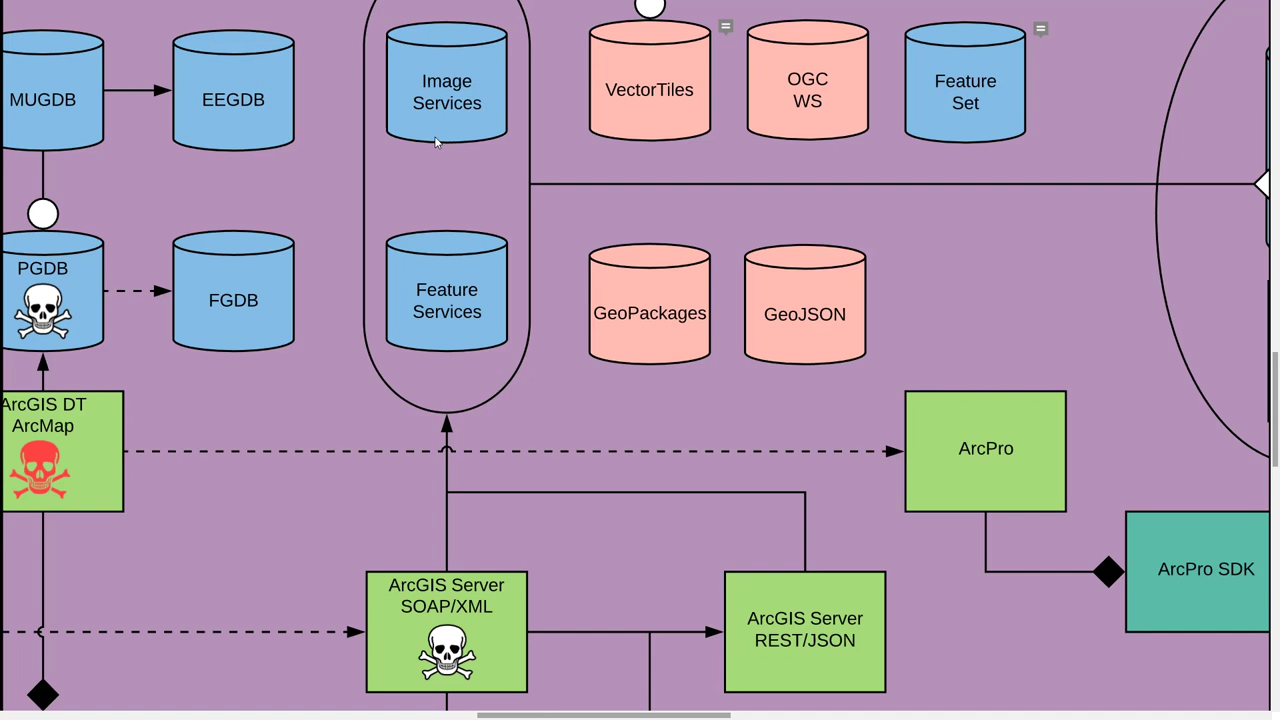 MUGDB
EEGDB
Image
Services
VectorTiles
OGC
WS
Feature
Set
PGDB
FGDB
Feature
Services
GeoPackages
GeoJSON
ArcGIS DT
ArcMap
ArcPro
ArcPro SDK
ArcGIS Server
SOAP/XML
ArcGIS Server
REST/JSON